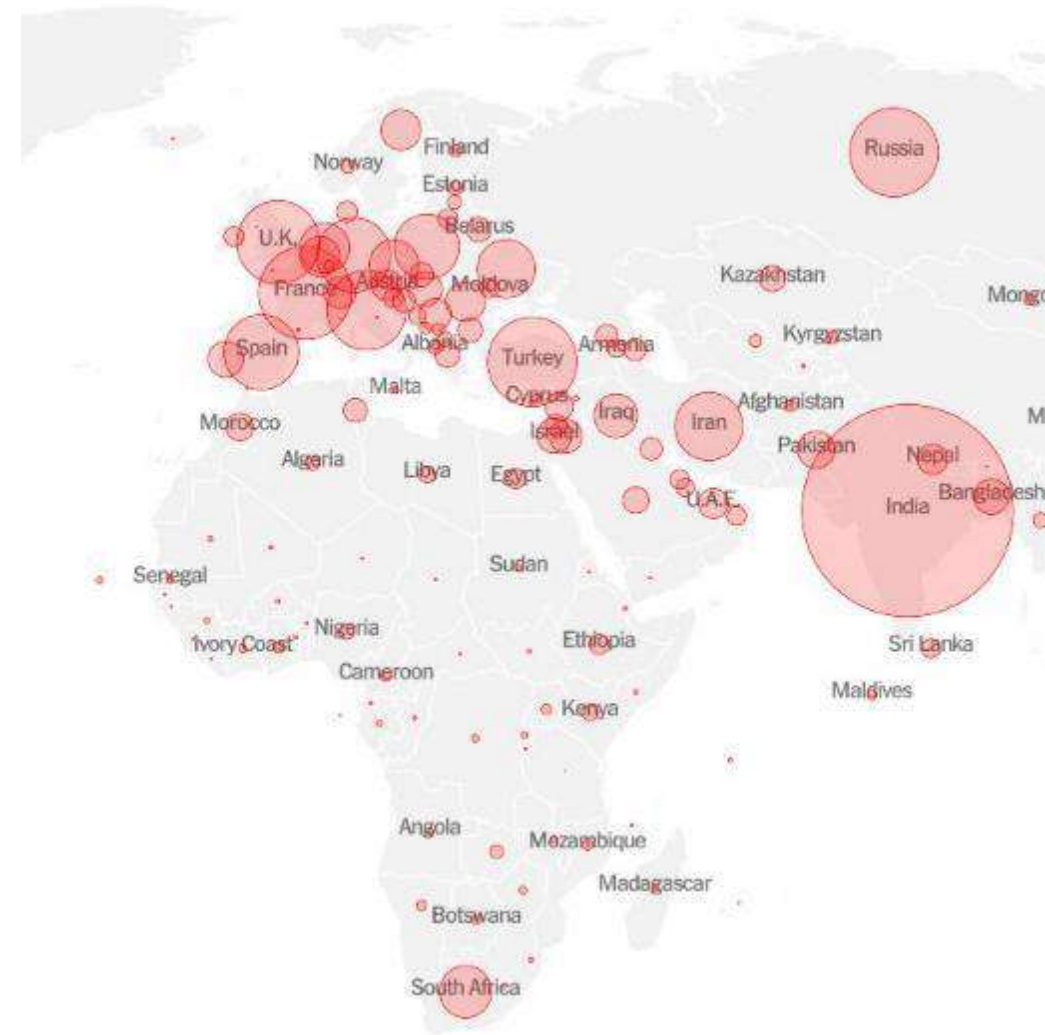 Russia
Finland
Norway
Estonia
Belarus
U.K.
Kazakhstan
Austria
Moldova
France
Mongo
Kyrgyzstan
Albania
Armenia
Spain
Turkey
Malta
Cyprus
Afghanistan
Iraq
M
Morocco
Iran
Israel
Pakistan
Nepal
Algeria
Libya
Egypt
Bangladesh
U.A.E.
India
Sudan
Senegal
Nigeria
Ethiopia
Ivory Coast
Sri Lanka
Cameroon
Maldives
Kenya
Angola
Mozambique
Madagascar
Botswana
South Africa